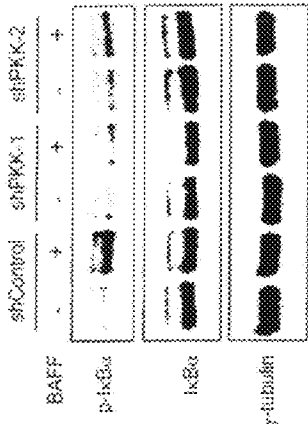 shControl shPKK-1 shPKK-2
BAFF - + - + - +
p-IκBα
IκBα
γ-tubulin